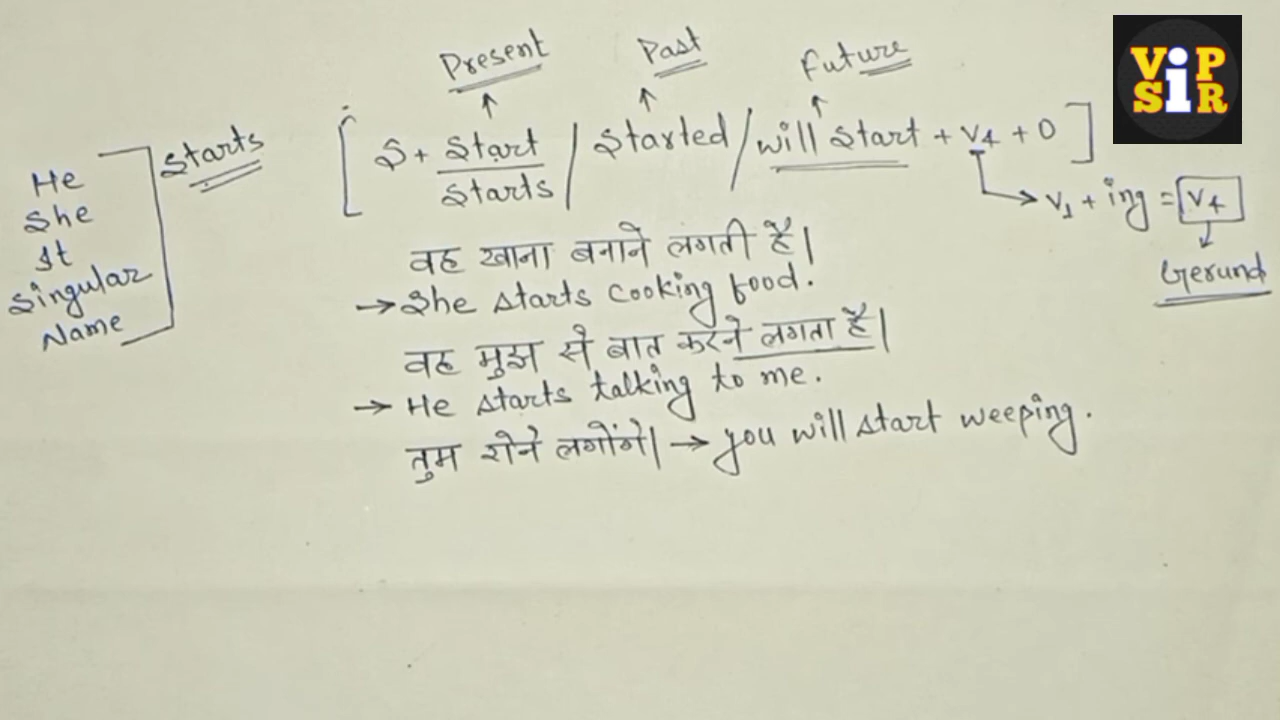 Present Past Future
ViP
SiR
He
She
It
Singular
Name
Starts
[ S + Start / Started / will Start + V4 + O ]
Starts
V1 + ing = V4
Gerund
वह खाना बनाने लगती है।
→ She starts cooking food.
वह मुझ से बात करने लगता है।
→ He starts talking to me.
तुम रोने लगोंगे। → you will start weeping.